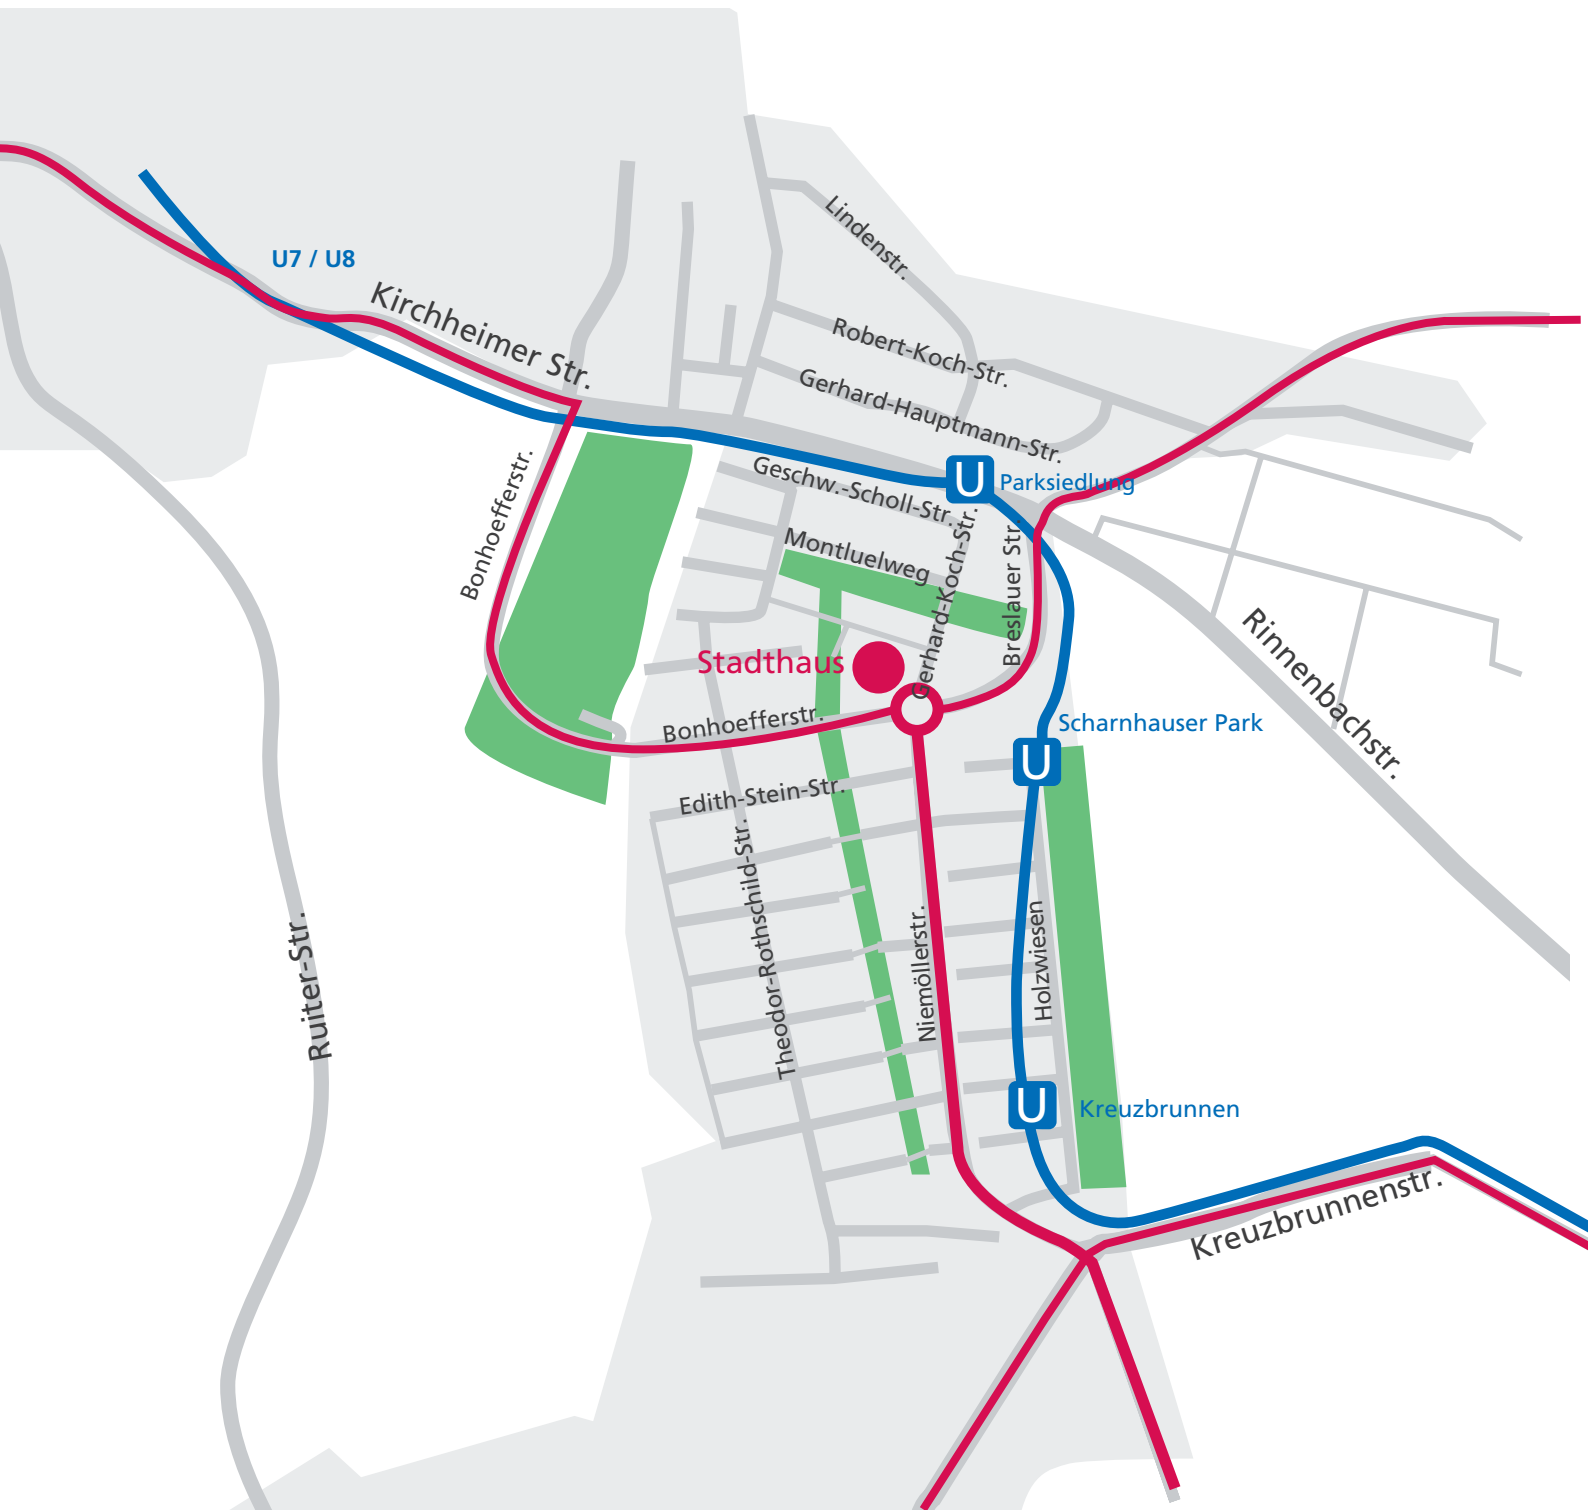 U7 / U8
Lindenstr.
Kirchheimer Str.
Robert-Koch-Str.
Gerhard-Hauptmann-Str.
Bonhoefferstr.
Geschw.-Scholl-Str.
U
Parksiedlung
Montluelweg
Gerhard-Koch-Str.
Breslauer Str.
Rinnenbachstr.
Stadthaus
Bonhoefferstr.
Scharnhauser Park
U
Edith-Stein-Str.
Theodor-Rothschild-Str.
Niemöllerstr.
Holzwiesen
Ruiter-Str.
U
Kreuzbrunnen
Kreuzbrunnenstr.